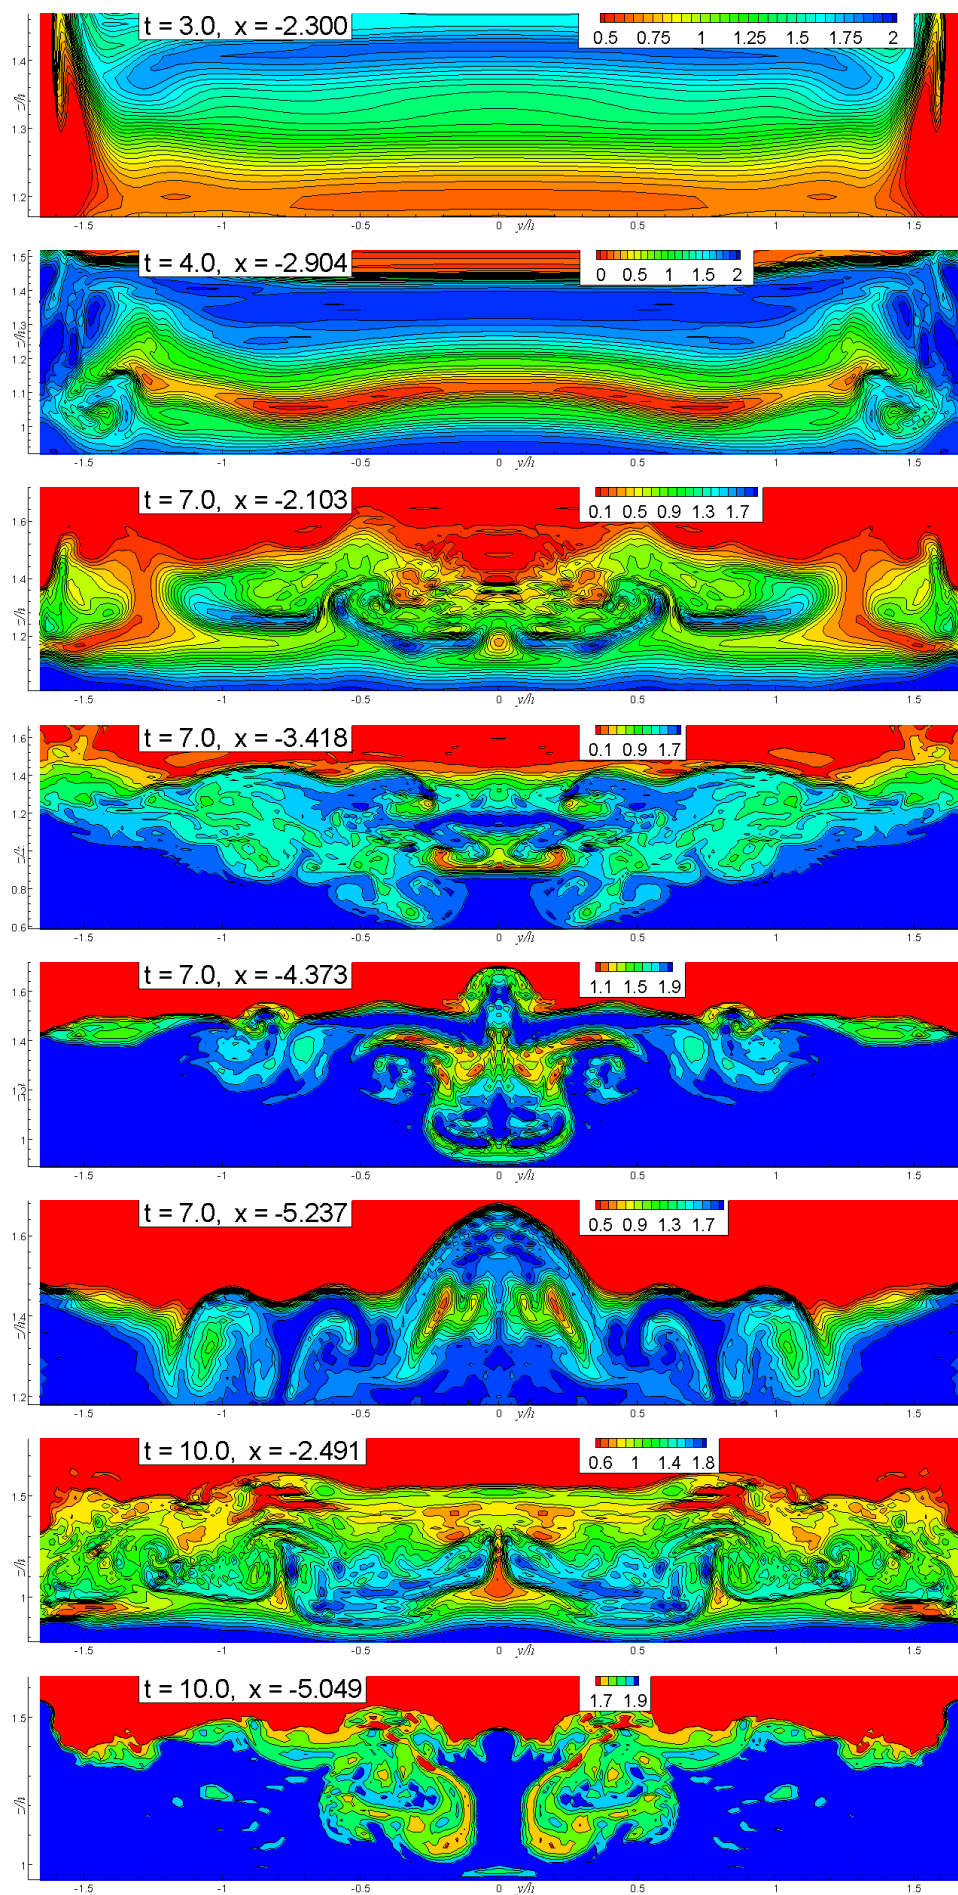 t = 3.0, x = -2.300
0.5 0.75 1 1.25 1.5 1.75 2
1.4
z/h
1.3
1.2
-1.5 -1 -0.5 0 y/h 0.5 1 1.5
t = 4.0, x = -2.904
0 0.5 1 1.5 2
1.5
1.4
z/h
1.3
1.2
1.1
1
-1.5 -1 -0.5 0 y/h 0.5 1 1.5
t = 7.0, x = -2.103
0.1 0.5 0.9 1.3 1.7
1.6
1.4
z/h
1.2
-1.5 -1 -0.5 0 y/h 0.5 1 1.5
t = 7.0, x = -3.418
0.1 0.9 1.7
1.6
1.4
1.2
z/h
1
0.8
0.6
-1.5 -1 -0.5 0 y/h 0.5 1 1.5
t = 7.0, x = -4.373
1.1 1.5 1.9
1.6
1.4
1.2
z/h
1
-1.5 -1 -0.5 0 y/h 0.5 1 1.5
t = 7.0, x = -5.237
0.5 0.9 1.3 1.7
1.6
1.4
z/h
1.2
-1.5 -1 -0.5 0 y/h 0.5 1 1.5
t = 10.0, x = -2.491
0.6 1 1.4 1.8
1.5
z/h
1
-1.5 -1 -0.5 0 y/h 0.5 1 1.5
t = 10.0, x = -5.049
1.7 1.9
1.5
z/h
1
-1.5 -1 -0.5 0 y/h 0.5 1 1.5